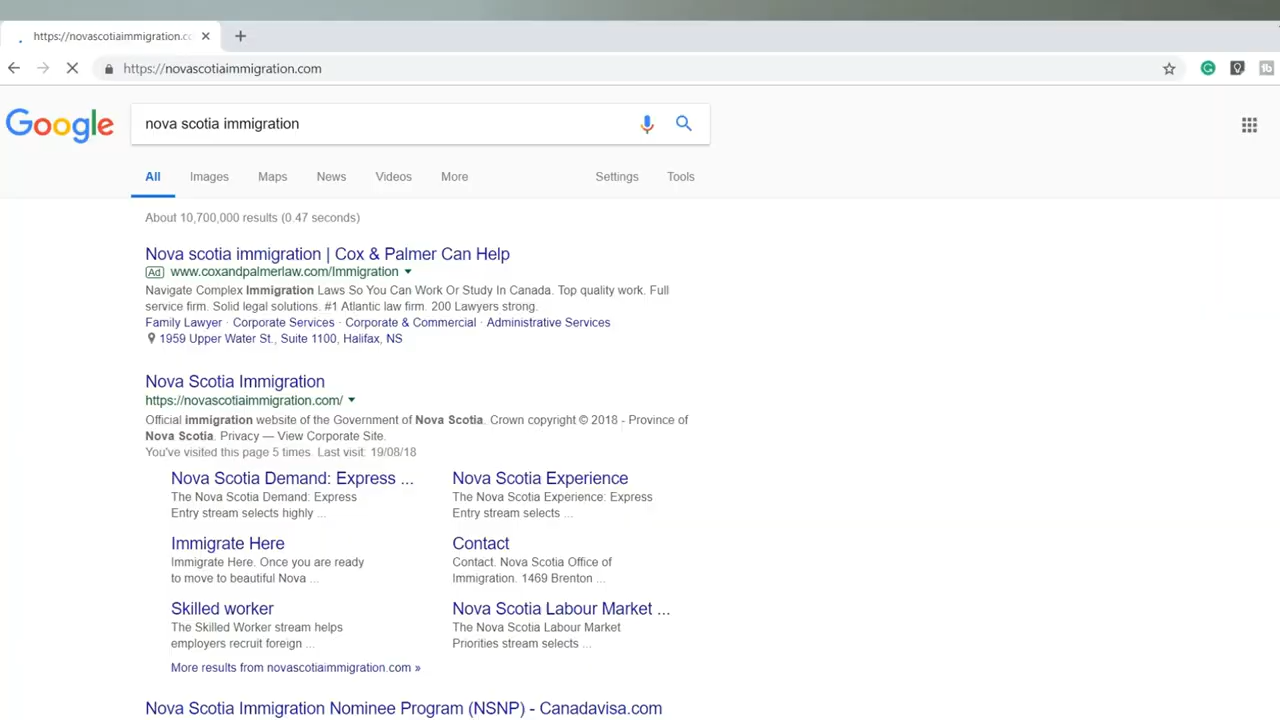 https://novascotiaimmigration.cc
https://novascotiaimmigration.com
Google
nova scotia immigration
All Images Maps News Videos More Settings Tools
About 10,700,000 results (0.47 seconds)
Nova scotia immigration | Cox & Palmer Can Help
Ad www.coxandpalmerlaw.com/Immigration
Navigate Complex Immigration Laws So You Can Work Or Study In Canada. Top quality work. Full
service firm. Solid legal solutions. #1 Atlantic law firm. 200 Lawyers strong.
Family Lawyer · Corporate Services · Corporate & Commercial · Administrative Services
1959 Upper Water St., Suite 1100, Halifax, NS
Nova Scotia Immigration
https://novascotiaimmigration.com/
Official immigration website of the Government of Nova Scotia. Crown copyright © 2018 - Province of
Nova Scotia. Privacy — View Corporate Site.
You've visited this page 5 times. Last visit: 19/08/18
Nova Scotia Demand: Express ...
The Nova Scotia Demand: Express
Entry stream selects highly ...
Nova Scotia Experience
The Nova Scotia Experience: Express
Entry stream selects ...
Immigrate Here
Immigrate Here. Once you are ready
to move to beautiful Nova ...
Contact
Contact. Nova Scotia Office of
Immigration. 1469 Brenton ...
Skilled worker
The Skilled Worker stream helps
employers recruit foreign ...
Nova Scotia Labour Market ...
The Nova Scotia Labour Market
Priorities stream selects ...
More results from novascotiaimmigration.com »
Nova Scotia Immigration Nominee Program (NSNP) - Canadavisa.com